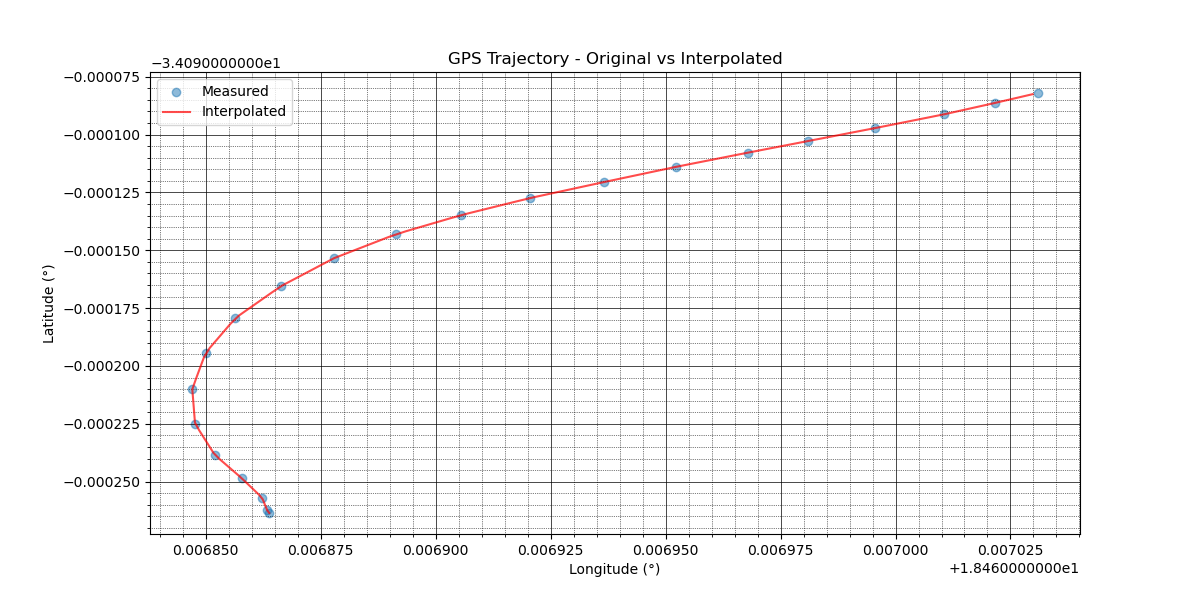 GPS Trajectory - Original vs Interpolated
−3.4090000000e1
Measured
Interpolated
−0.000075
−0.000100
−0.000125
−0.000150
−0.000175
−0.000200
−0.000225
−0.000250
Latitude (°)
0.006850 0.006875 0.006900 0.006925 0.006950 0.006975 0.007000 0.007025
Longitude (°)
+1.8460000000e1